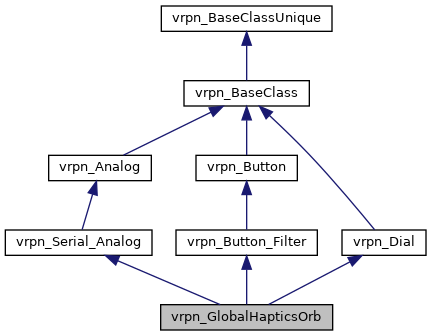 vrpn_BaseClassUnique
vrpn_BaseClass
vrpn_Analog
vrpn_Button
vrpn_Serial_Analog
vrpn_Button_Filter
vrpn_Dial
vrpn_GlobalHapticsOrb